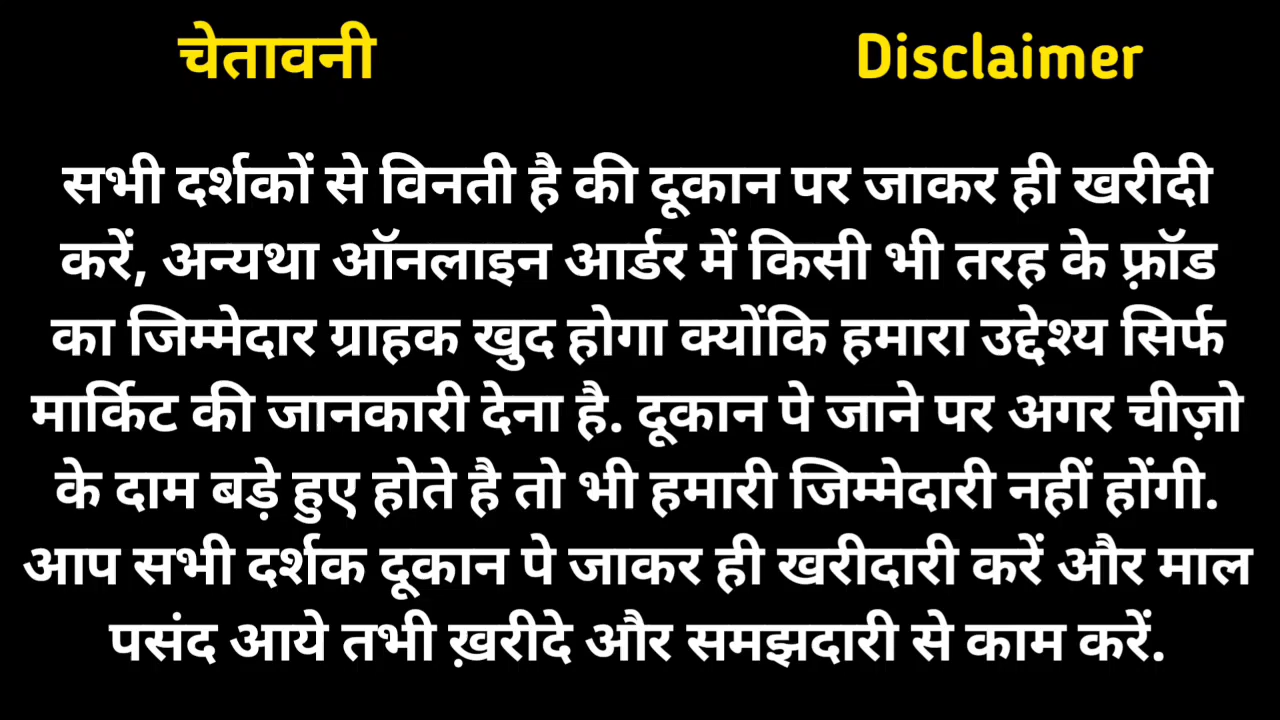 चेतावनी Disclaimer
सभी दर्शकों से विनती है की दूकान पर जाकर ही खरीदी
करें, अन्यथा ऑनलाइन आर्डर में किसी भी तरह के फ़्रॉड
का जिम्मेदार ग्राहक खुद होगा क्योंकि हमारा उद्देश्य सिर्फ
मार्किट की जानकारी देना है. दूकान पे जाने पर अगर चीज़ो
के दाम बड़े हुए होते है तो भी हमारी जिम्मेदारी नहीं होंगी.
आप सभी दर्शक दूकान पे जाकर ही खरीदारी करें और माल
पसंद आये तभी ख़रीदे और समझदारी से काम करें.